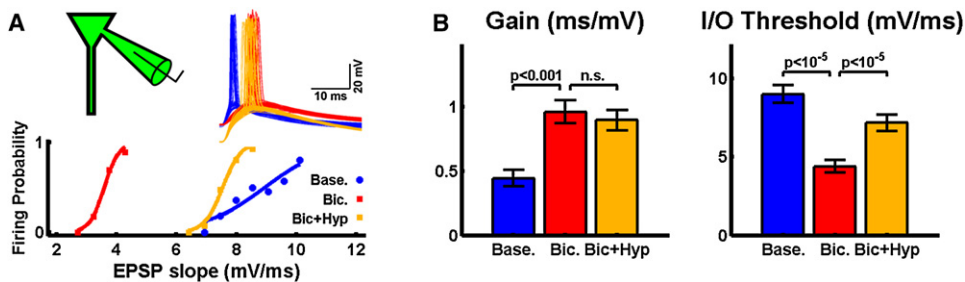 A
20 mV
10 ms
Firing Probability
1
0
2
4
6
8
10
12
EPSP slope (mV/ms)
Base.
Bic.
Bic+Hyp
B
Gain (ms/mV)
p<0.001
n.s.
1
0.5
0
Base.
Bic.
Bic+Hyp
I/O Threshold (mV/ms)
p<10-5
p<10-5
10
5
0
Base.
Bic.
Bic+Hyp